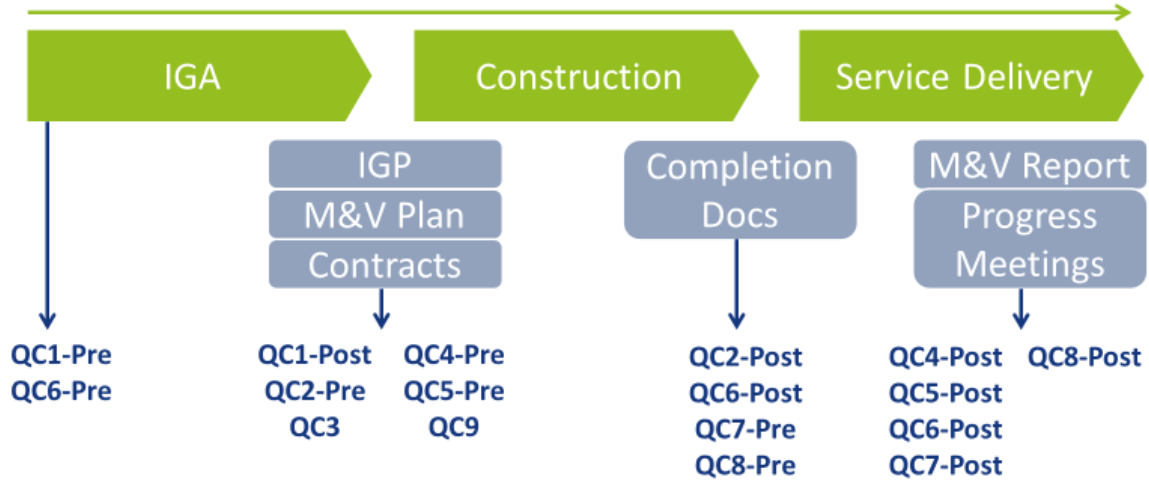 IGA
Construction
Service Delivery
IGP
M&V Plan
Contracts
Completion
Docs
M&V Report
Progress
Meetings
QC1-Pre
QC6-Pre
QC1-Post
QC2-Pre
QC3
QC4-Pre
QC5-Pre
QC9
QC2-Post
QC6-Post
QC7-Pre
QC8-Pre
QC4-Post
QC5-Post
QC6-Post
QC7-Post
QC8-Post